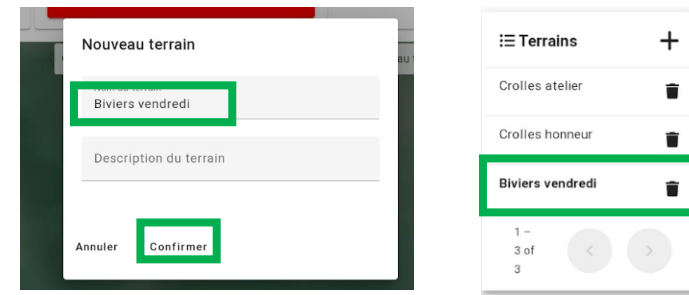 Nouveau terrain
Biviers vendredi
Description du terrain
Annuler Confirmer
Terrains
Crolles atelier
Crolles honneur
Biviers vendredi
1 –
3 of
3